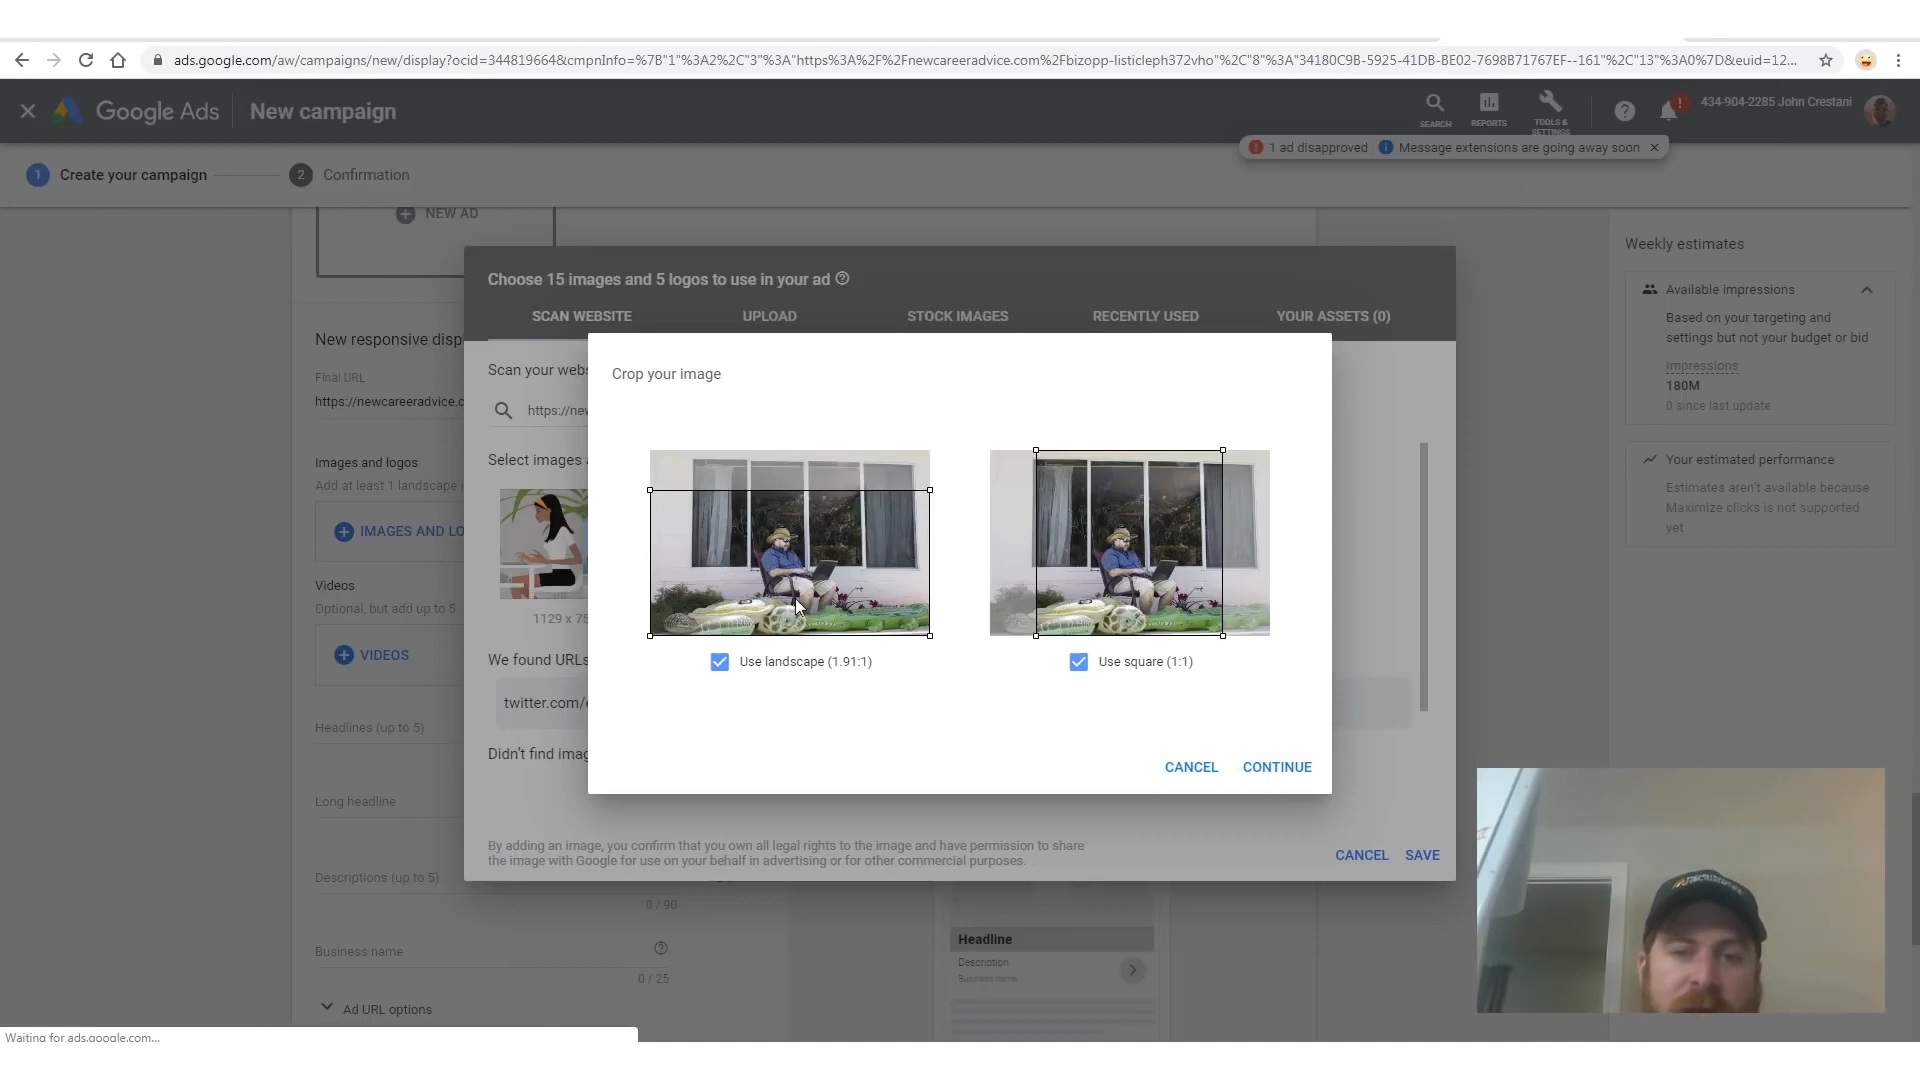 ads.google.com/aw/campaigns/new/display?ocid=344819664&cmpnInfo=%7B"1"%3A2%2C"3"%3A"https%3A%2F%2Fnewcareeradvice.com%2Fbizopp-listicleph372vho"%2C"8"%3A"34180C9B-5925-41DB-BE02-7698B71767EF--161"%2C"13"%3A0%7D&euid=12...
Google Ads
New campaign
SEARCH
REPORTS
TOOLS &
SETTINGS
434-904-2285 John Crestani
1 ad disapproved
Message extensions are going away soon
1 Create your campaign
2 Confirmation
NEW AD
Weekly estimates
Available impressions
Based on your targeting and
settings but not your budget or bid
Impressions
180M
0 since last update
Your estimated performance
Estimates aren't available because
Maximize clicks is not supported
yet
Choose 15 images and 5 logos to use in your ad
SCAN WEBSITE
UPLOAD
STOCK IMAGES
RECENTLY USED
YOUR ASSETS (0)
New responsive disp
Final URL
https://newcareeradvice.c
Images and logos
Add at least 1 landscape i
IMAGES AND LO
Videos
Optional, but add up to 5.
VIDEOS
Headlines (up to 5)
Long headline
Descriptions (up to 5)
0 / 90
Business name
0 / 25
Ad URL options
Scan your webs
https://new
Select images a
1129 x 75
We found URLs
twitter.com/e
Didn't find imag
Crop your image
Use landscape (1.91:1)
Use square (1:1)
CANCEL
CONTINUE
By adding an image, you confirm that you own all legal rights to the image and have permission to share
the image with Google for use on your behalf in advertising or for other commercial purposes.
CANCEL
SAVE
Headline
Description
Business name
Waiting for ads.google.com...